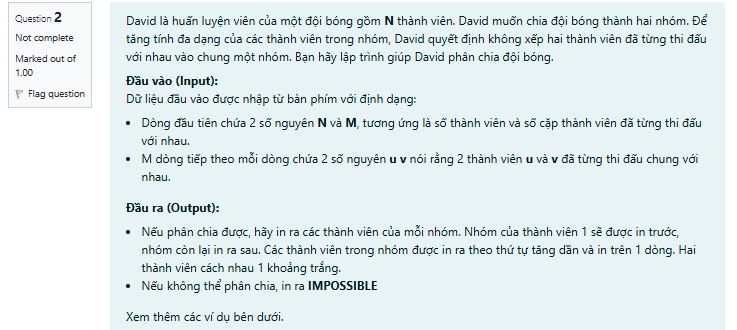 Question 2
Not complete
Marked out of
1.00
Flag question
David là huấn luyện viên của một đội bóng gồm N thành viên. David muốn chia đội bóng thành hai nhóm. Để
tăng tính đa dạng của các thành viên trong nhóm, David quyết định không xếp hai thành viên đã từng thi đấu
với nhau vào chung một nhóm. Bạn hãy lập trình giúp David phân chia đội bóng.
Đầu vào (Input):
Dữ liệu đầu vào được nhập từ bàn phím với định dạng:
• Dòng đầu tiên chứa 2 số nguyên N và M, tương ứng là số thành viên và số cặp thành viên đã từng thi đấu
với nhau.
• M dòng tiếp theo mỗi dòng chứa 2 số nguyên u v nói rằng 2 thành viên u và v đã từng thi đấu chung với
nhau.
Đầu ra (Output):
• Nếu phân chia được, hãy in ra các thành viên của mỗi nhóm. Nhóm của thành viên 1 sẽ được in trước,
nhóm còn lại in ra sau. Các thành viên trong nhóm được in ra theo thứ tự tăng dần và in trên 1 dòng. Hai
thành viên cách nhau 1 khoảng trắng.
• Nếu không thể phân chia, in ra IMPOSSIBLE
Xem thêm các ví dụ bên dưới.